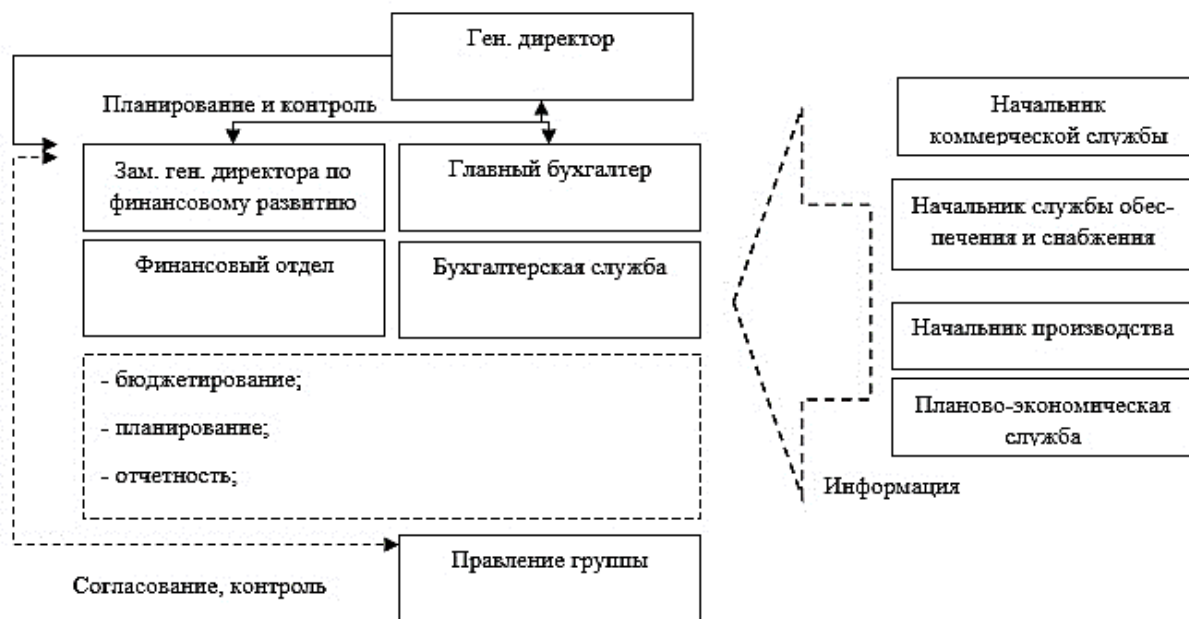 Ген. директор
Планирование и контроль
Зам. ген. директора по
финансовому развитию
Главный бухгалтер
Финансовый отдел
Бухгалтерская служба
- бюджетирование;
- планирование;
- отчетность;
Правление группы
Согласование, контроль
Начальник
коммерческой службы
Начальник службы обес-
печения и снабжения
Начальник производства
Планово-экономическая
служба
Информация